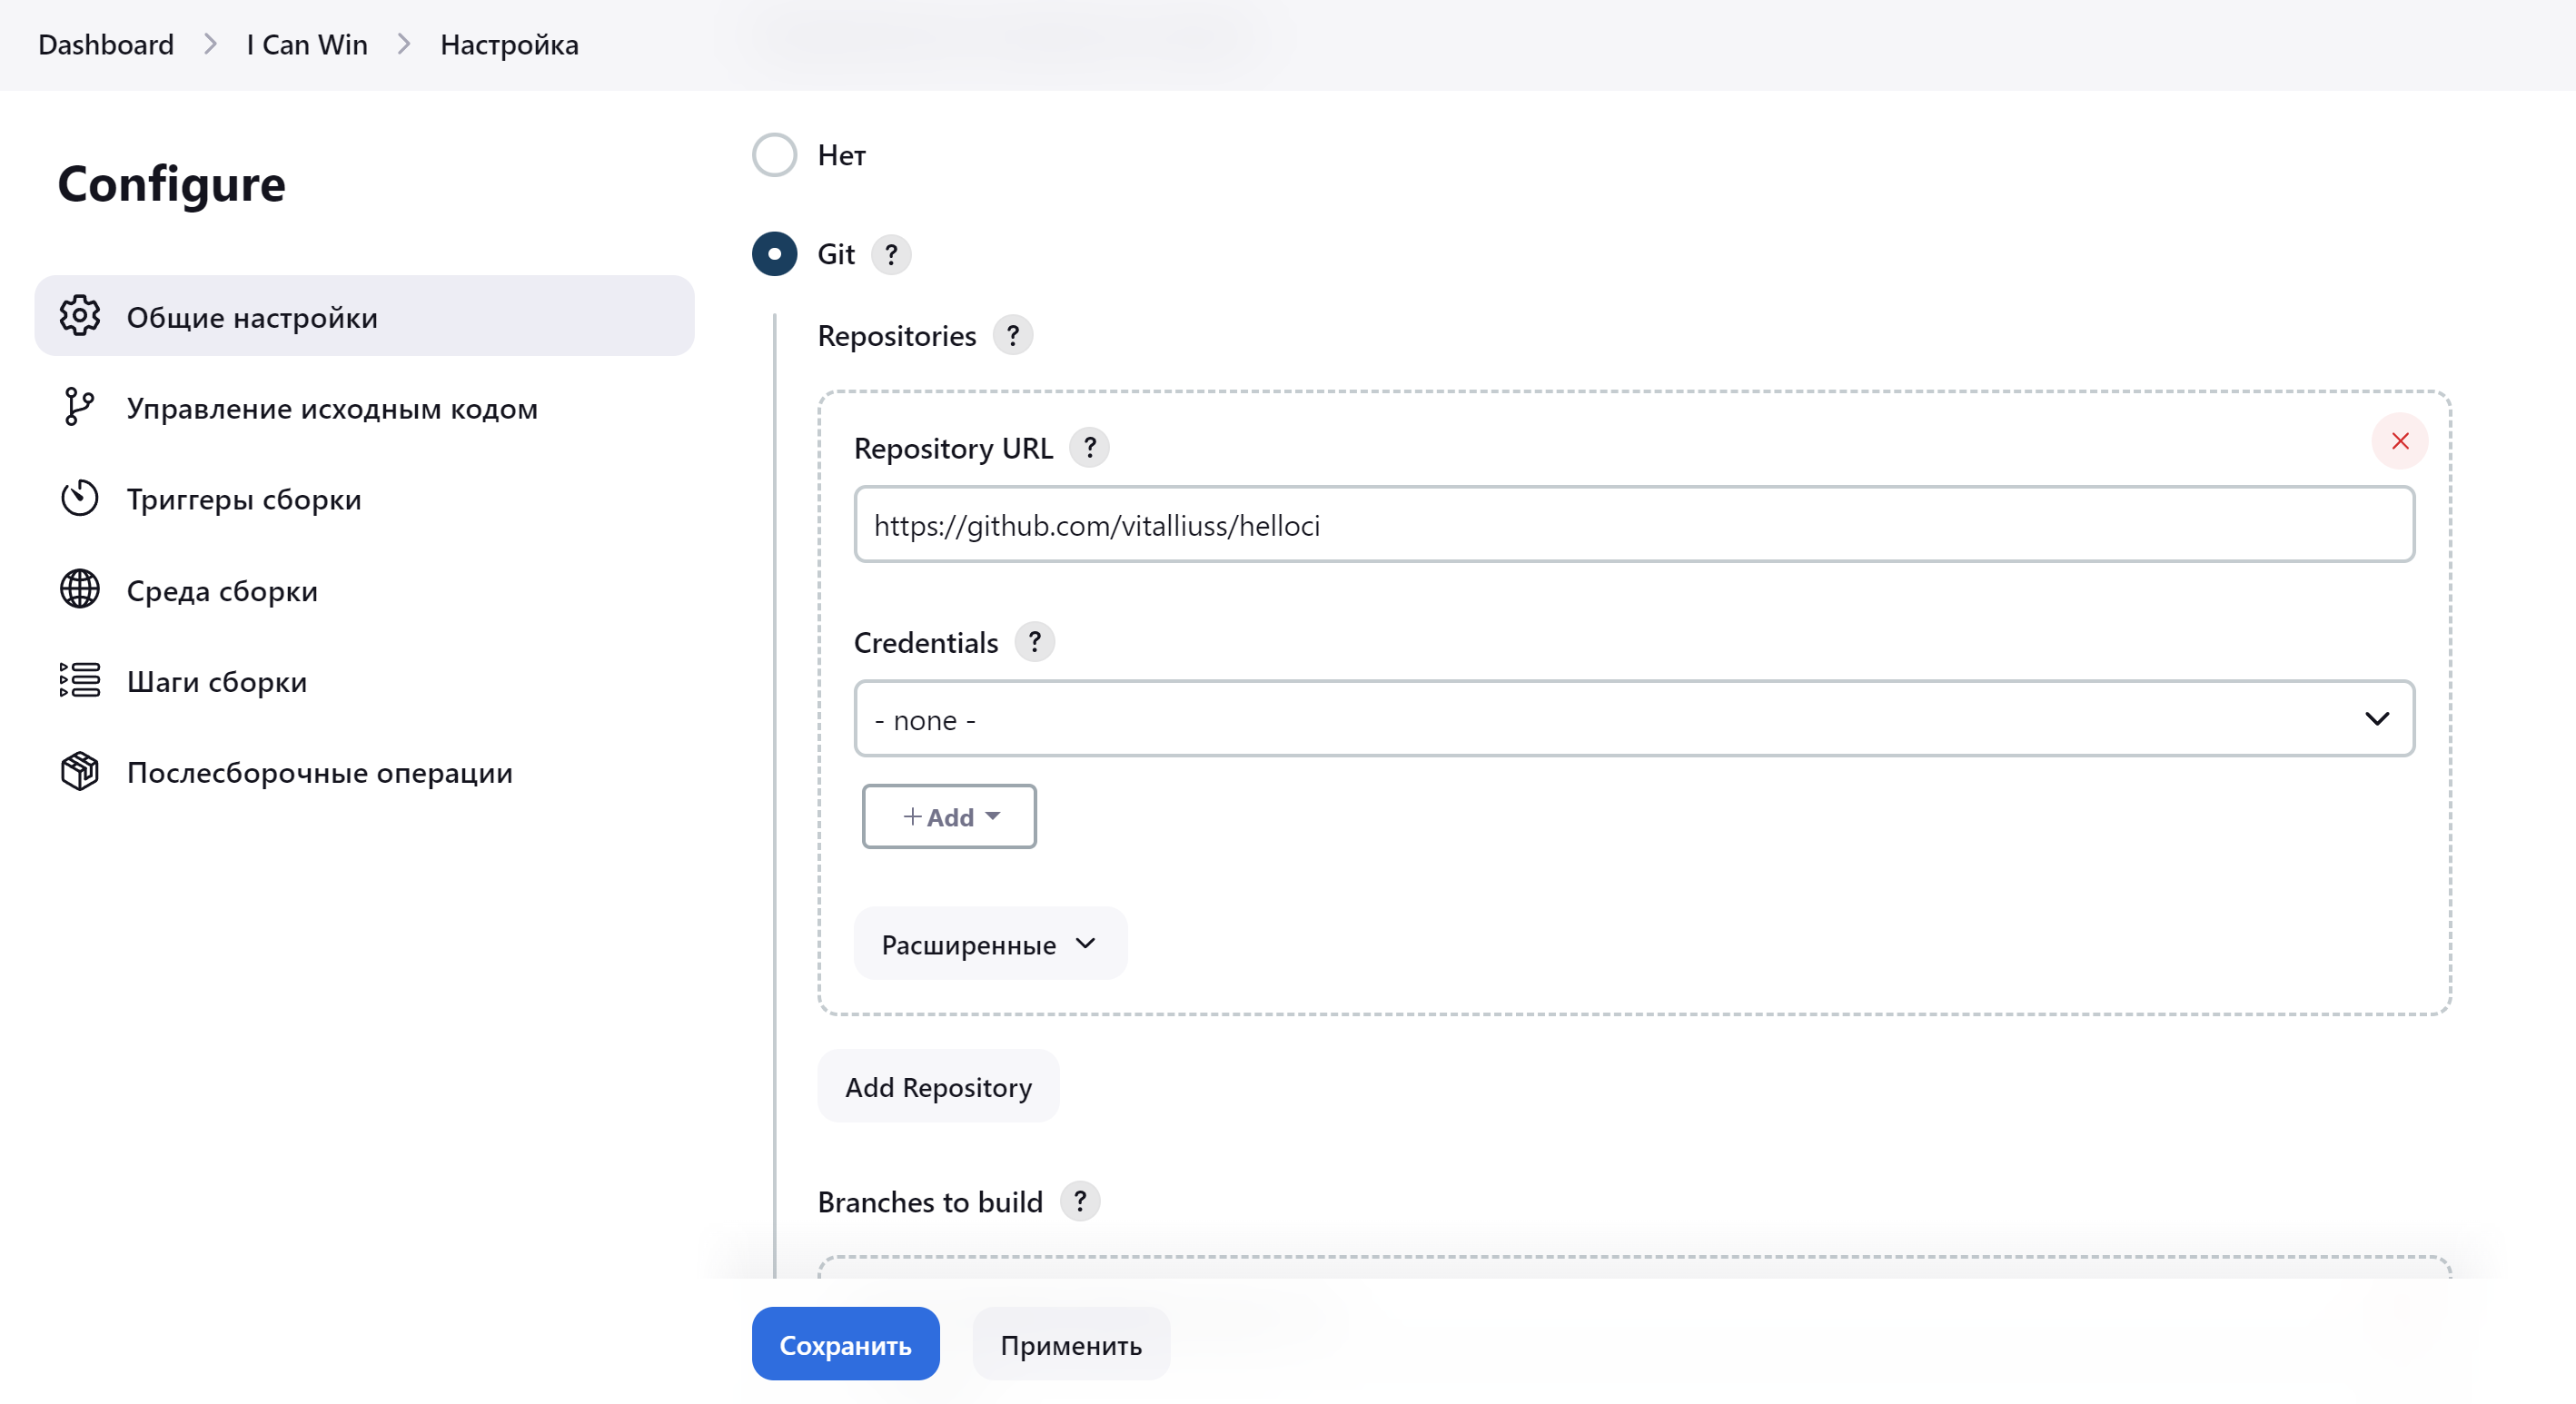 Dashboard > I Can Win > Настройка
Configure
Общие настройки
Управление исходным кодом
Триггеры сборки
Среда сборки
Шаги сборки
Послесборочные операции
Нет
Git ?
Repositories ?
Repository URL ?
https://github.com/vitalliuss/helloci
Credentials ?
- none -
+ Add
Расширенные
Add Repository
Branches to build ?
Сохранить
Применить